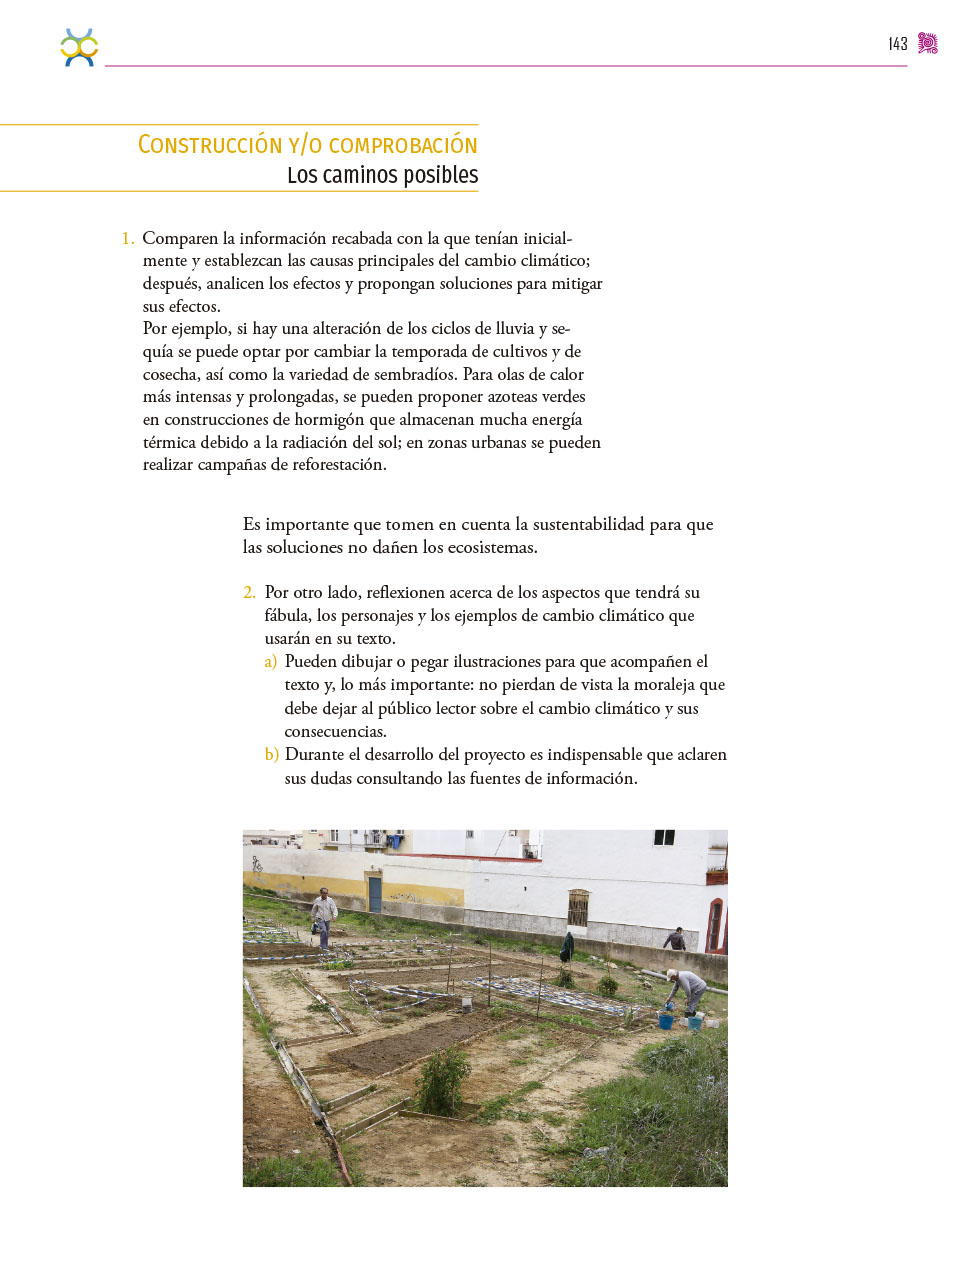 143
Construcción y/o comprobación
Los caminos posibles
1. Comparen la información recabada con la que tenían inicial-
mente y establezcan las causas principales del cambio climático;
después, analicen los efectos y propongan soluciones para mitigar
sus efectos.
Por ejemplo, si hay una alteración de los ciclos de lluvia y se-
quía se puede optar por cambiar la temporada de cultivos y de
cosecha, así como la variedad de sembradíos. Para olas de calor
más intensas y prolongadas, se pueden proponer azoteas verdes
en construcciones de hormigón que almacenan mucha energía
térmica debido a la radiación del sol; en zonas urbanas se pueden
realizar campañas de reforestación.
Es importante que tomen en cuenta la sustentabilidad para que
las soluciones no dañen los ecosistemas.
2. Por otro lado, reflexionen acerca de los aspectos que tendrá su
fábula, los personajes y los ejemplos de cambio climático que
usarán en su texto.
a) Pueden dibujar o pegar ilustraciones para que acompañen el
texto y, lo más importante: no pierdan de vista la moraleja que
debe dejar al público lector sobre el cambio climático y sus
consecuencias.
b) Durante el desarrollo del proyecto es indispensable que aclaren
sus dudas consultando las fuentes de información.